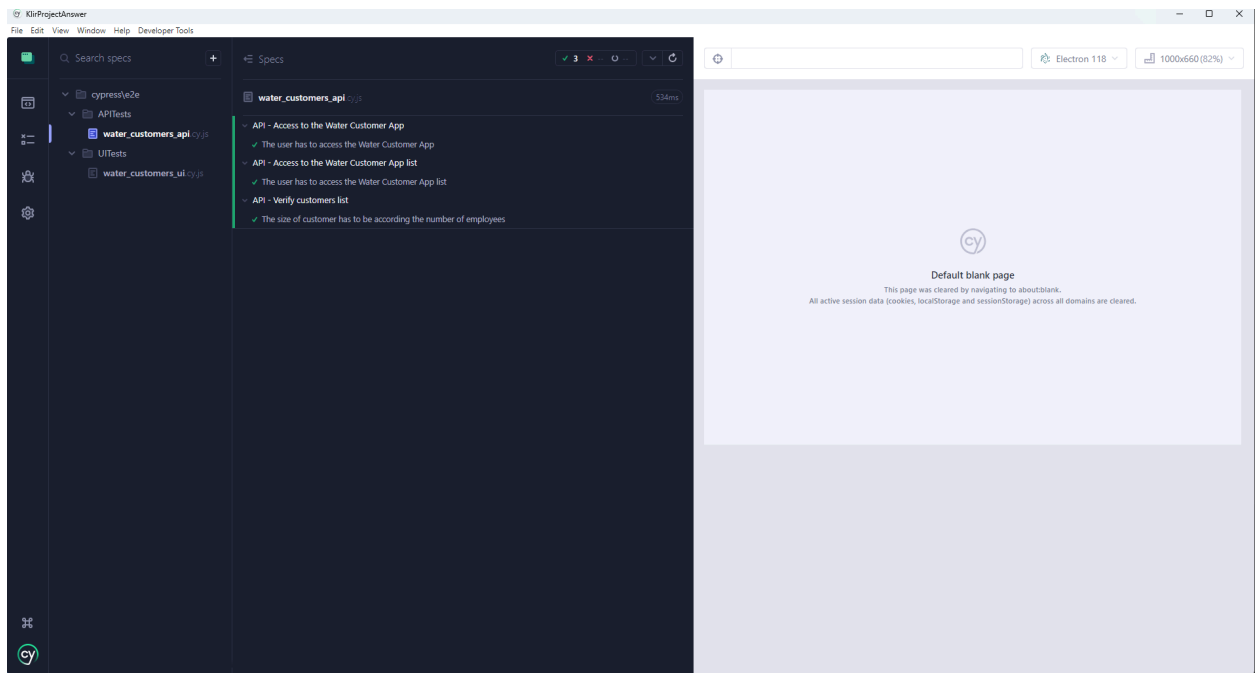 KlirProjectAnswer
File Edit View Window Help Developer Tools
Search specs
+
cypress\e2e
APITests
water_customers_api.cy.js
UITests
water_customers_ui.cy.js
Specs
3 -- --
water_customers_api.cy.js 534ms
API - Access to the Water Customer App
The user has to access the Water Customer App
API - Access to the Water Customer App list
The user has to access the Water Customer App list
API - Verify customers list
The size of customer has to be according the number of employees
Electron 118
1000x660 (82%)
cy
Default blank page
This page was cleared by navigating to about:blank.
All active session data (cookies, localStorage and sessionStorage) across all domains are cleared.
cy